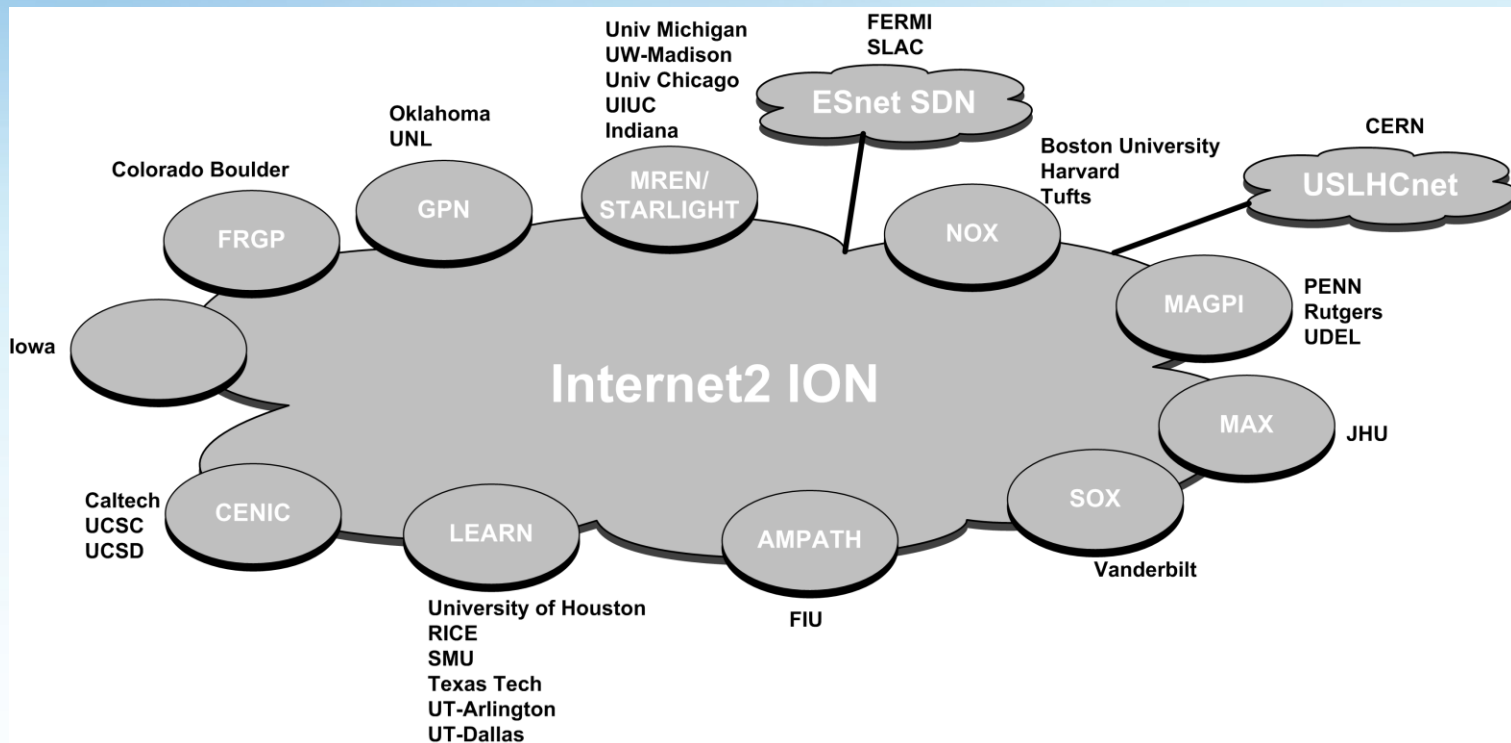 Univ Michigan
UW-Madison
Univ Chicago
UIUC
Indiana
FERMI
SLAC
ESnet SDN
Oklahoma
UNL
CERN
Boston University
Harvard
Tufts
Colorado Boulder
MREN/
STARLIGHT
USLHCnet
GPN
FRGP
NOX
PENN
Rutgers
UDEL
MAGPI
Iowa
Internet2 ION
MAX
JHU
Caltech
UCSC
UCSD
CENIC
LEARN
AMPATH
SOX
Vanderbilt
University of Houston
RICE
SMU
Texas Tech
UT-Arlington
UT-Dallas
FIU